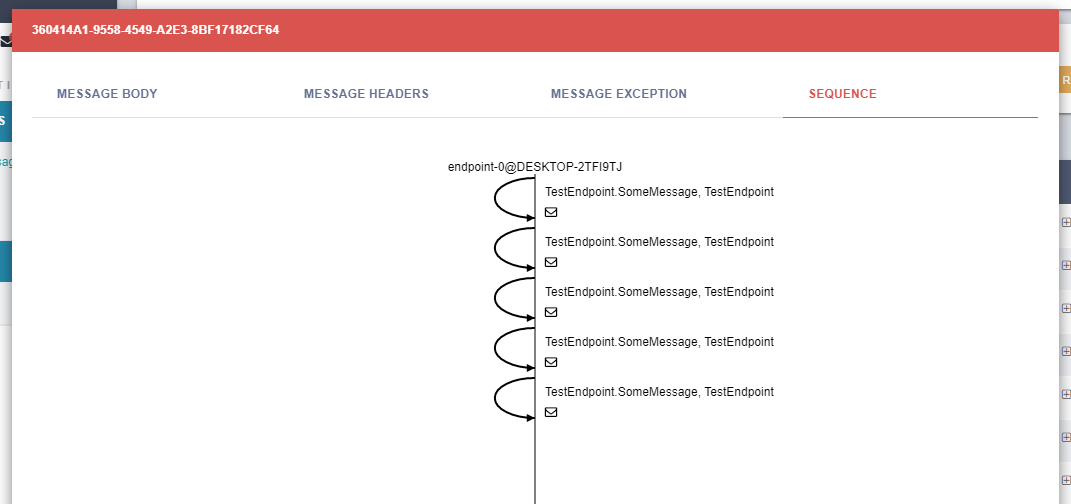 360414A1-9558-4549-A2E3-8BF17182CF64
MESSAGE BODY
MESSAGE HEADERS
MESSAGE EXCEPTION
SEQUENCE
endpoint-0@DESKTOP-2TFI9TJ
TestEndpoint.SomeMessage, TestEndpoint
TestEndpoint.SomeMessage, TestEndpoint
TestEndpoint.SomeMessage, TestEndpoint
TestEndpoint.SomeMessage, TestEndpoint
TestEndpoint.SomeMessage, TestEndpoint